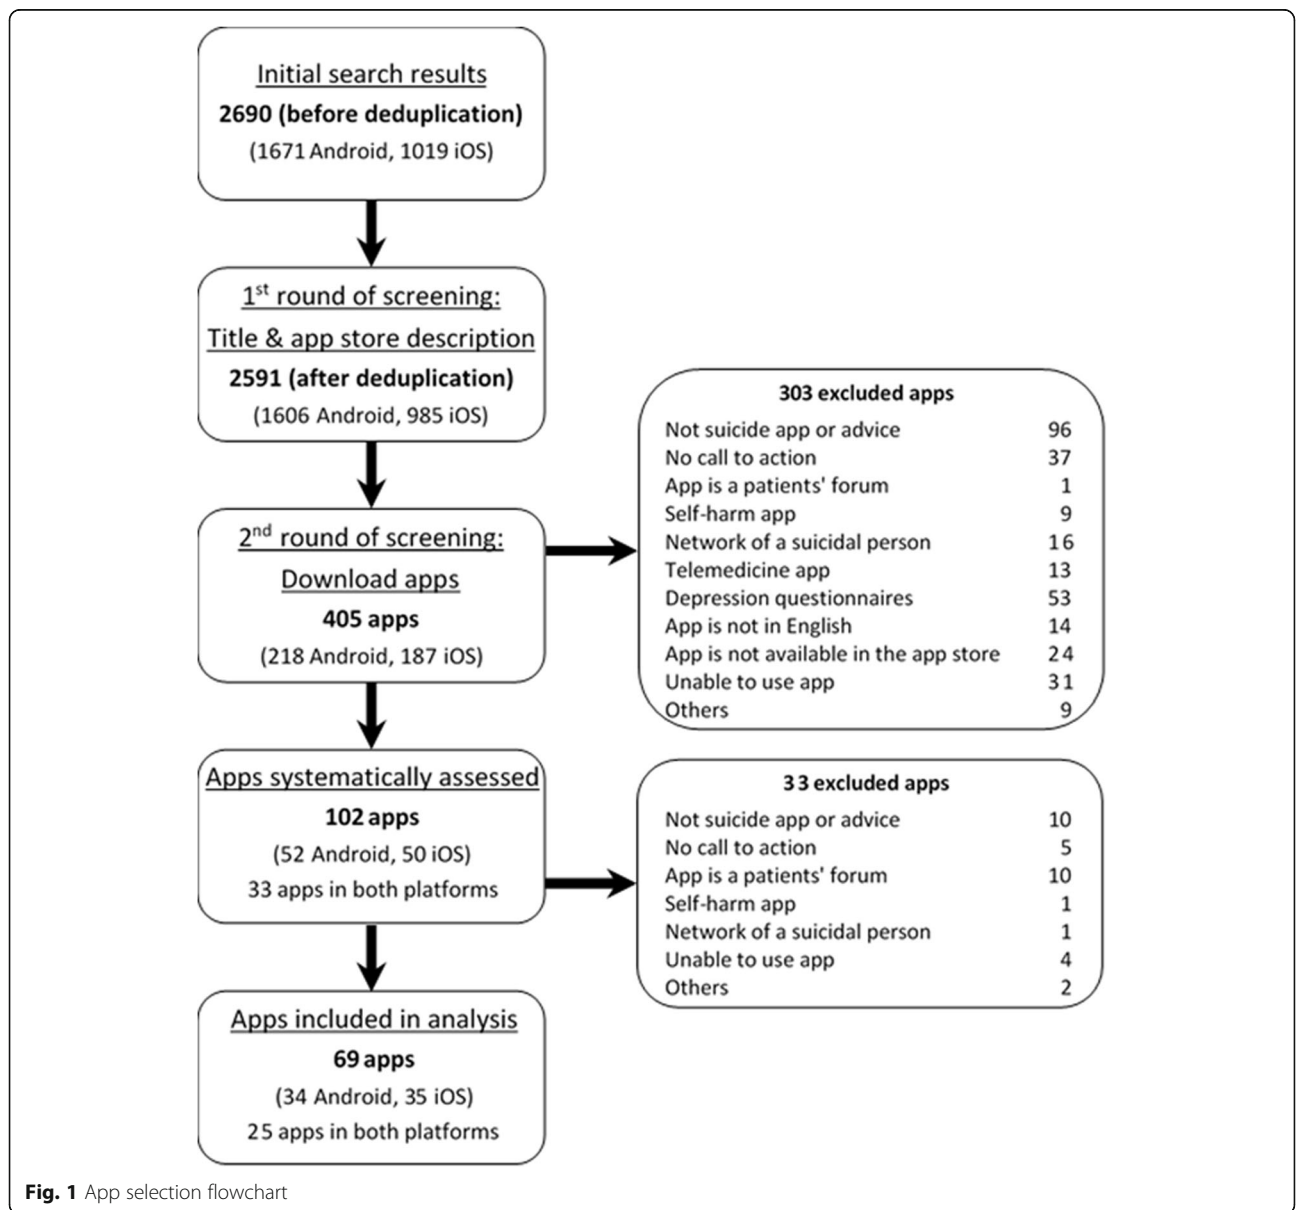 Initial search results
2690 (before deduplication)
(1671 Android, 1019 iOS)
1st round of screening:
Title & app store description
2591 (after deduplication)
(1606 Android, 985 iOS)
2nd round of screening:
Download apps
405 apps
(218 Android, 187 iOS)
303 excluded apps
Not suicide app or advice 96
No call to action 37
App is a patients' forum 1
Self-harm app 9
Network of a suicidal person 16
Telemedicine app 13
Depression questionnaires 53
App is not in English 14
App is not available in the app store 24
Unable to use app 31
Others 9
Apps systematically assessed
102 apps
(52 Android, 50 iOS)
33 apps in both platforms
33 excluded apps
Not suicide app or advice 10
No call to action 5
App is a patients' forum 10
Self-harm app 1
Network of a suicidal person 1
Unable to use app 4
Others 2
Apps included in analysis
69 apps
(34 Android, 35 iOS)
25 apps in both platforms
Fig. 1 App selection flowchart